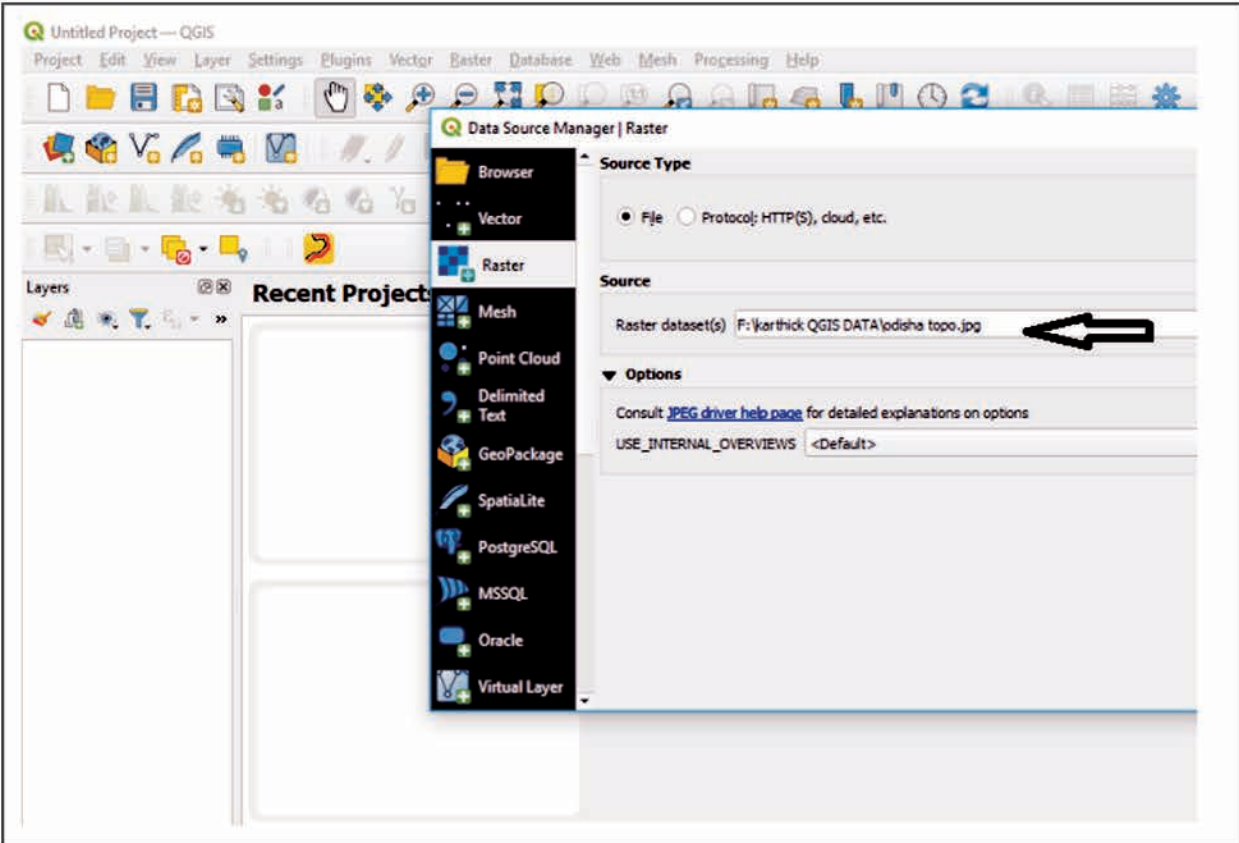 Untitled Project — QGIS
Project Edit View Layer Settings Plugins Vector Raster Database Web Mesh Processing Help
Data Source Manager | Raster
Browser
Vector
Raster
Mesh
Point Cloud
Delimited
Text
GeoPackage
SpatiaLite
PostgreSQL
MSSQL
Oracle
Virtual Layer
Source Type
File Protocol: HTTP(S), cloud, etc.
Source
Raster dataset(s) F:\karthick QGIS DATA\odisha topo.jpg
Options
Consult JPEG driver help page for detailed explanations on options
USE_INTERNAL_OVERVIEWS <Default>
Layers
Recent Projects